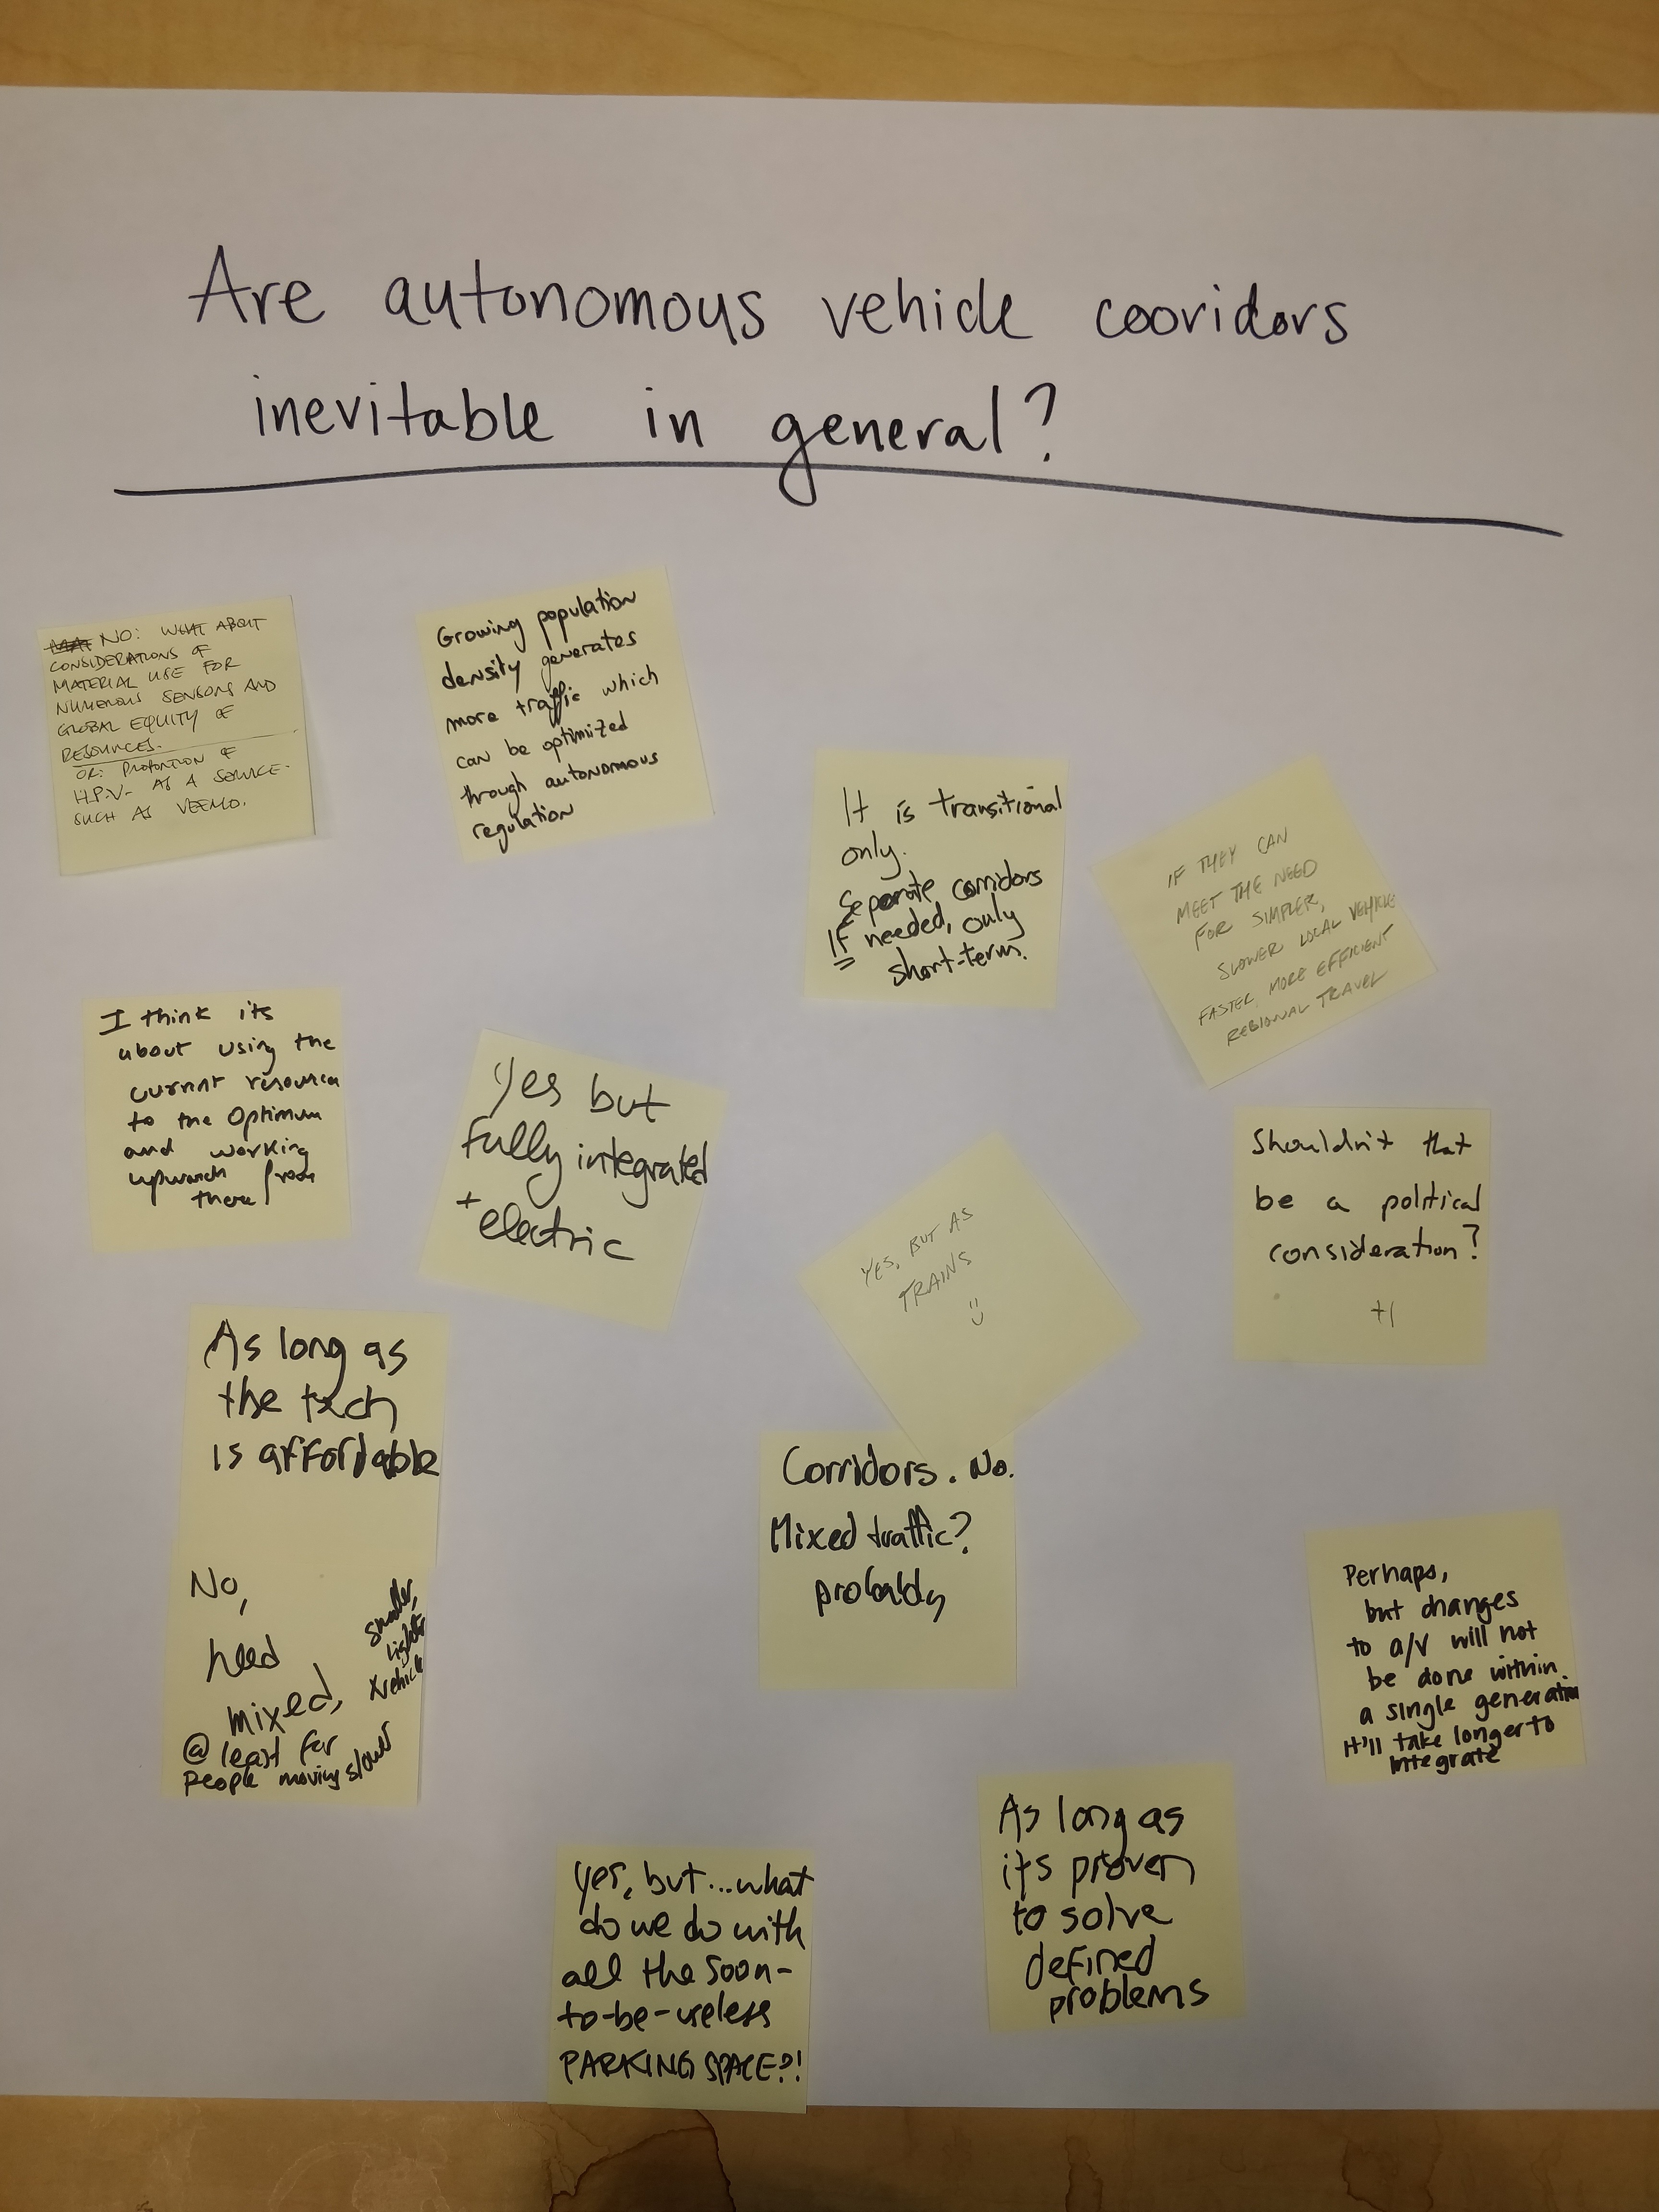 Are autonomous vehicle cooridors
inevitable in general?
NO: WHAT ABOUT
CONSIDERATIONS OF
MATERIAL USE FOR
NUMEROUS SENSORS AND
GLOBAL EQUITY OF
RESOURCES.
OR: PROPORTION OF
H.P.V- AS A SERVICE-
SUCH AS VEEMO.
Growing population
density generates
more traffic which
can be optimized
through autonomous
regulation
It is transitional
only.
Seperate corridors
IF needed, only
short-term.
IF THEY CAN
MEET THE NEED
FOR SIMPLER,
SLOWER LOCAL VEHICLE
FASTER, MORE EFFICIENT
REGIONAL TRAVEL
I think its
about using the
current resources
to the Optimum
and working
upwards from
there
Yes but
fully integrated
+ electric
YES, BUT AS
TRAINS
Shouldn't that
be a political
consideration?
+1
As long as
the tech
is affordable
Corridors. No.
Mixed traffic?
probably
No,
need
mixed,
@ least for
people moving slower
smaller,
lighter
vehicle
Perhaps,
but changes
to a/v will not
be done within
a single generation
It'll take longer to
integrate
As long as
its proven
to solve
defined
problems
yes, but...what
do we do with
all the soon-
to-be-useless
PARKING SPACE?!